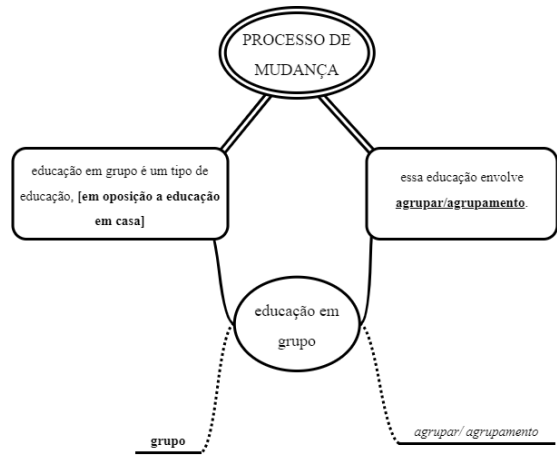 PROCESSO DE
MUDANÇA
educação em grupo é um tipo de
educação, [em oposição a educação
em casa]
essa educação envolve
agrupar/agrupamento.
educação em
grupo
grupo
agrupar/ agrupamento